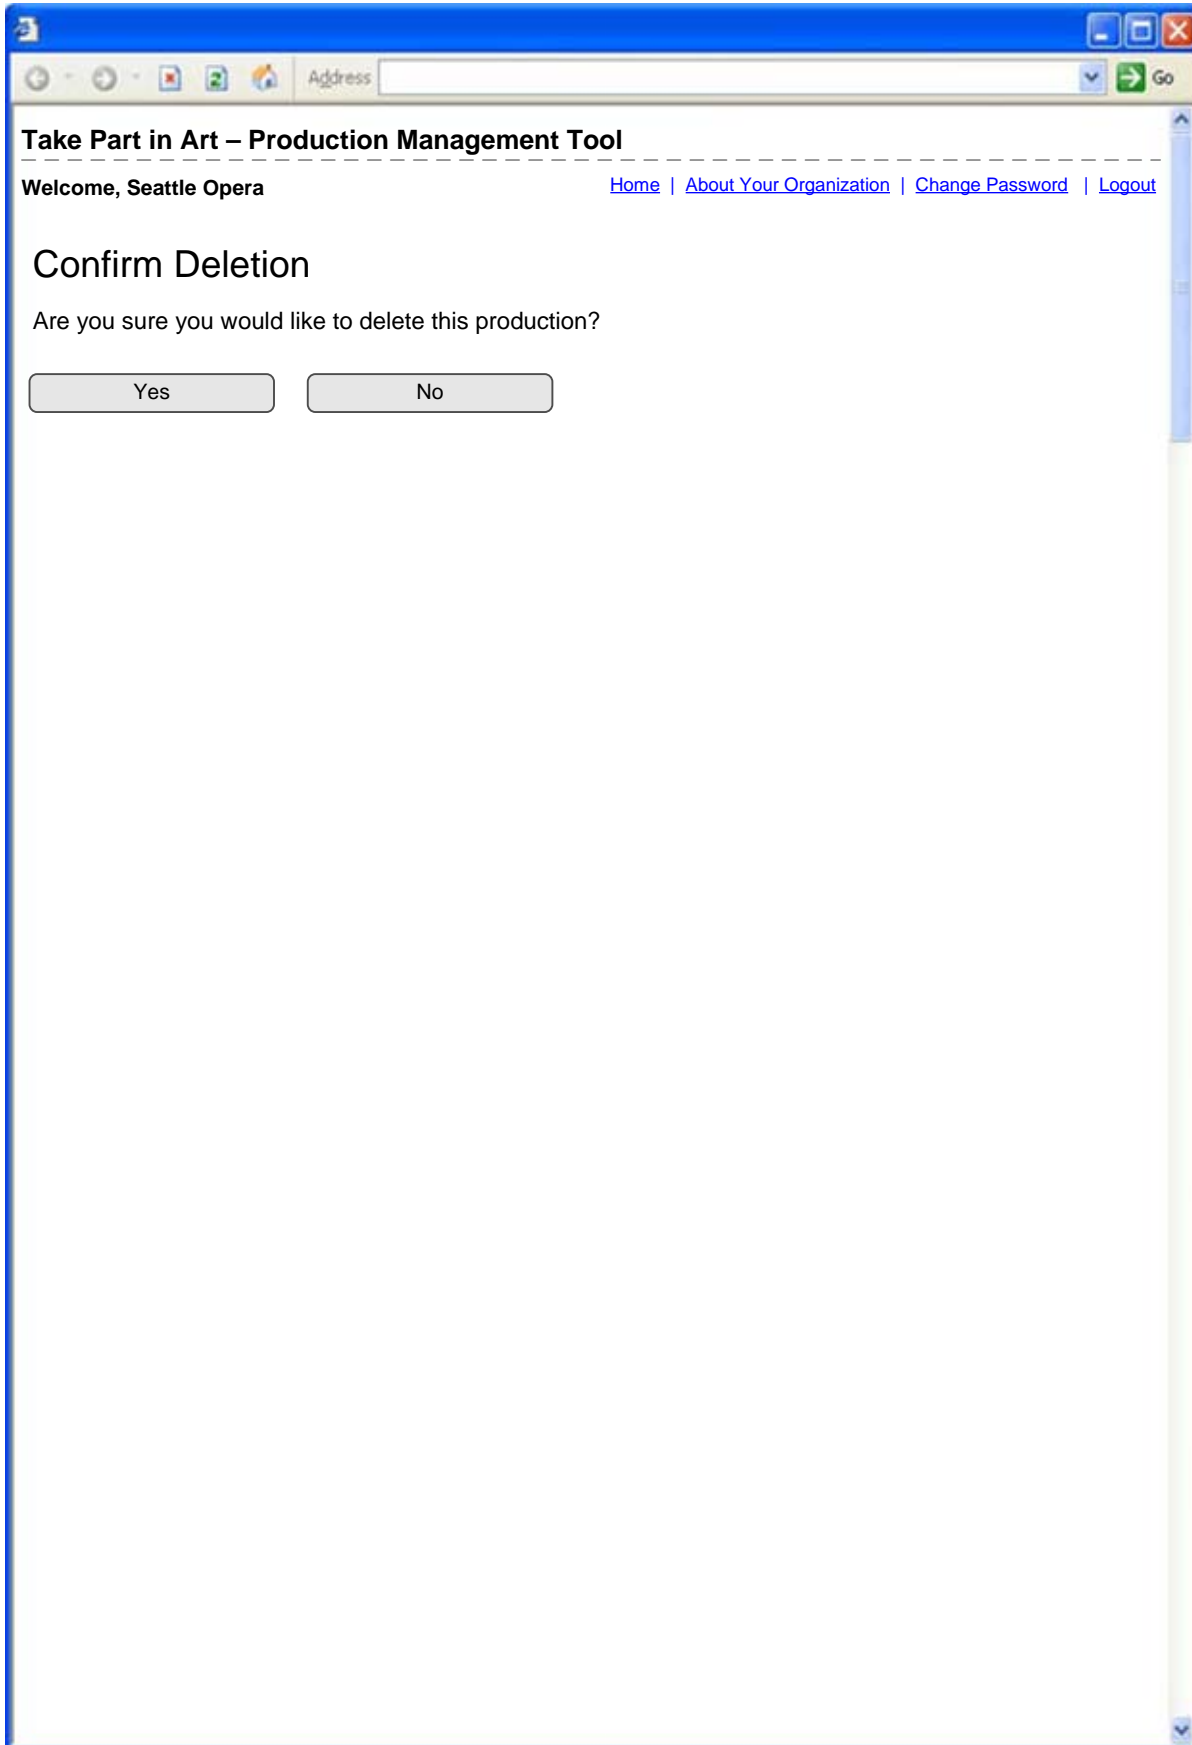 Address
Go
Take Part in Art – Production Management Tool
Welcome, Seattle Opera
Home | About Your Organization | Change Password | Logout
Confirm Deletion
Are you sure you would like to delete this production?
Yes
No